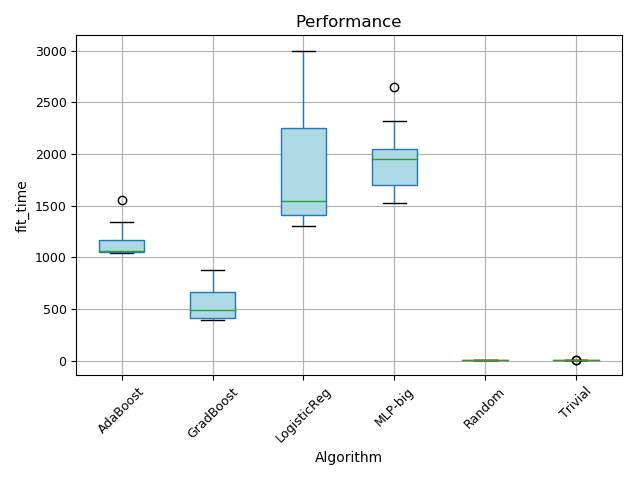 Performance
3000
2500
2000
1500
1000
500
0
fit_time
AdaBoost
GradBoost
LogisticReg
MLP-big
Random
Trivial
Algorithm